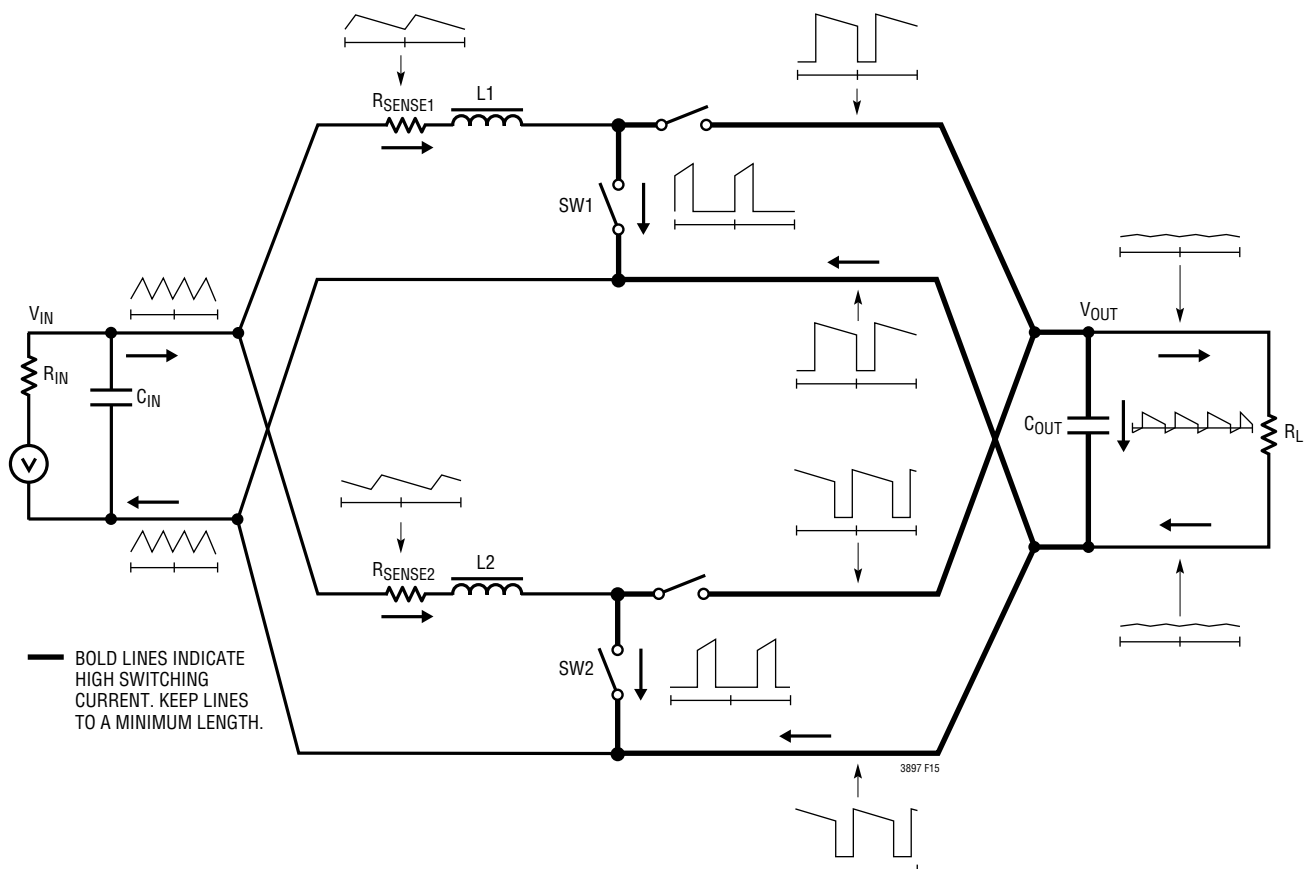 RSENSE1
L1
SW1
VIN
RIN
CIN
V
VOUT
COUT
RL
RSENSE2
L2
SW2
BOLD LINES INDICATE
HIGH SWITCHING
CURRENT. KEEP LINES
TO A MINIMUM LENGTH.
3897 F15